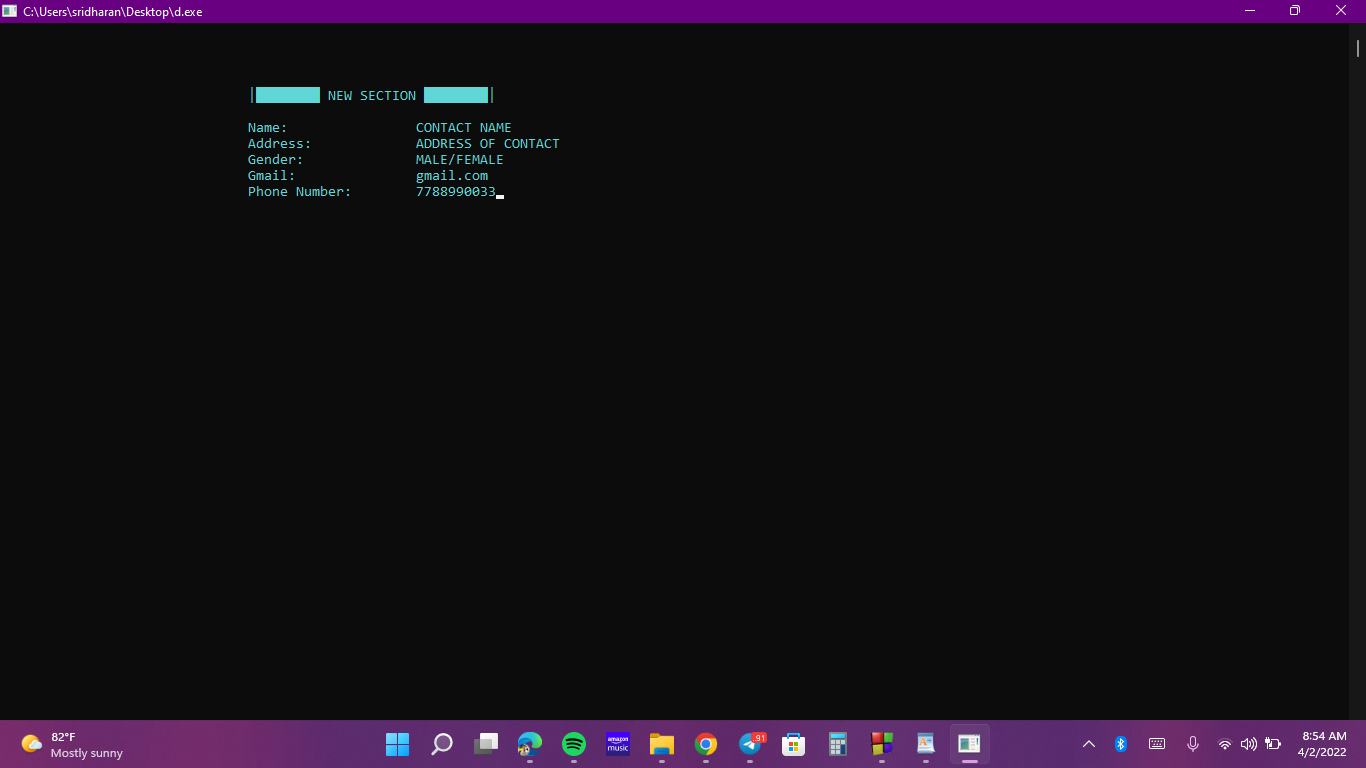 C:\Users\sridharan\Desktop\d.exe
NEW SECTION
Name: CONTACT NAME
Address: ADDRESS OF CONTACT
Gender: MALE/FEMALE
Gmail: gmail.com
Phone Number: 7788990033
82°F
Mostly sunny
amazon
music
91
8:54 AM
4/2/2022